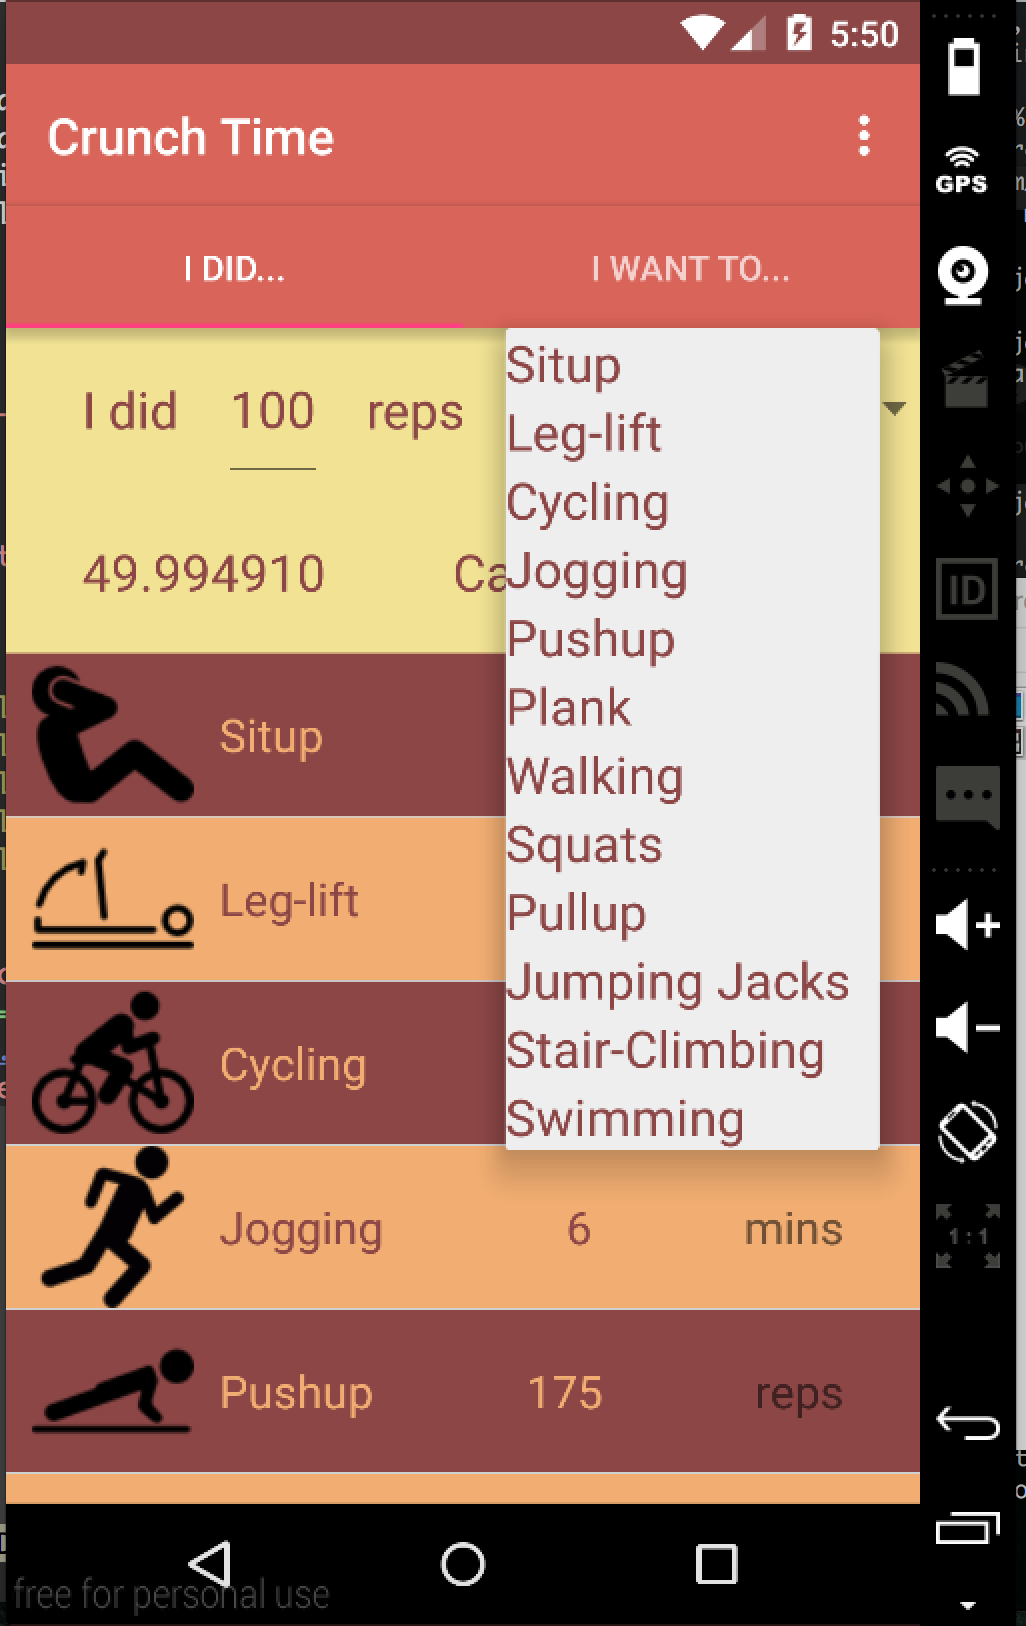 5:50
Crunch Time
GPS
I DID...
I WANT TO...
I did 100 reps
Situp
Leg-lift
Cycling
Jogging
Pushup
Plank
Walking
Squats
Pullup
Jumping Jacks
Stair-Climbing
Swimming
49.994910
Ca
ID
Situp
Leg-lift
Cycling
Jogging 6 mins
1:1
Pushup 175 reps
free for personal use